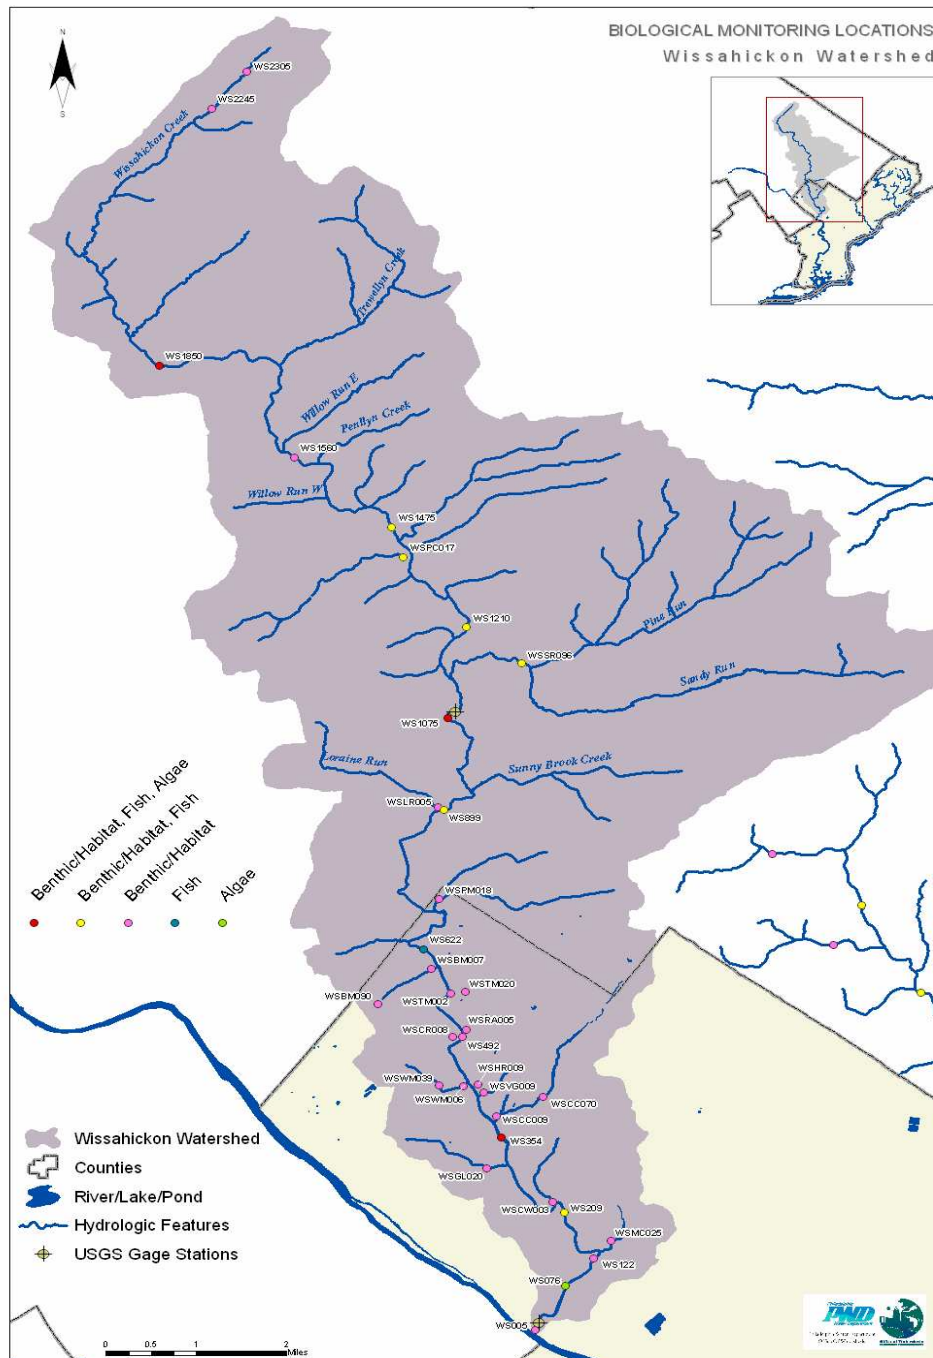 BIOLOGICAL MONITORING LOCATIONS
Wissahickon Watershed
N
S
WS2305
WS2245
Wissahickon Creek
Trewellyn Creek
WS1850
Willow Run E
Penllyn Creek
WS1560
Willow Run W
WS1475
WSPC017
WS1210
Pine Run
WSSR096
Sandy Run
WS1075
Loraine Run
Sunny Brook Creek
WSLR005
WS899
Benthic/Habitat, Fish, Algae
Benthic/Habitat, Fish
Benthic/Habitat
Fish
Algae
WSPM018
WS622
WSBM007
WSBM090
WSTM002
WSTM020
WSRA005
WSCR008
WS492
WSHR009
WSWM039
WSVG009
WSWM006
WSCC070
WSCC009
WS354
WSGL020
WSCW003
WS209
WSMC025
WS122
WS076
WS005
Wissahickon Watershed
Counties
River/Lake/Pond
Hydrologic Features
USGS Gage Stations
0 0.5 1 2
Miles
PWD